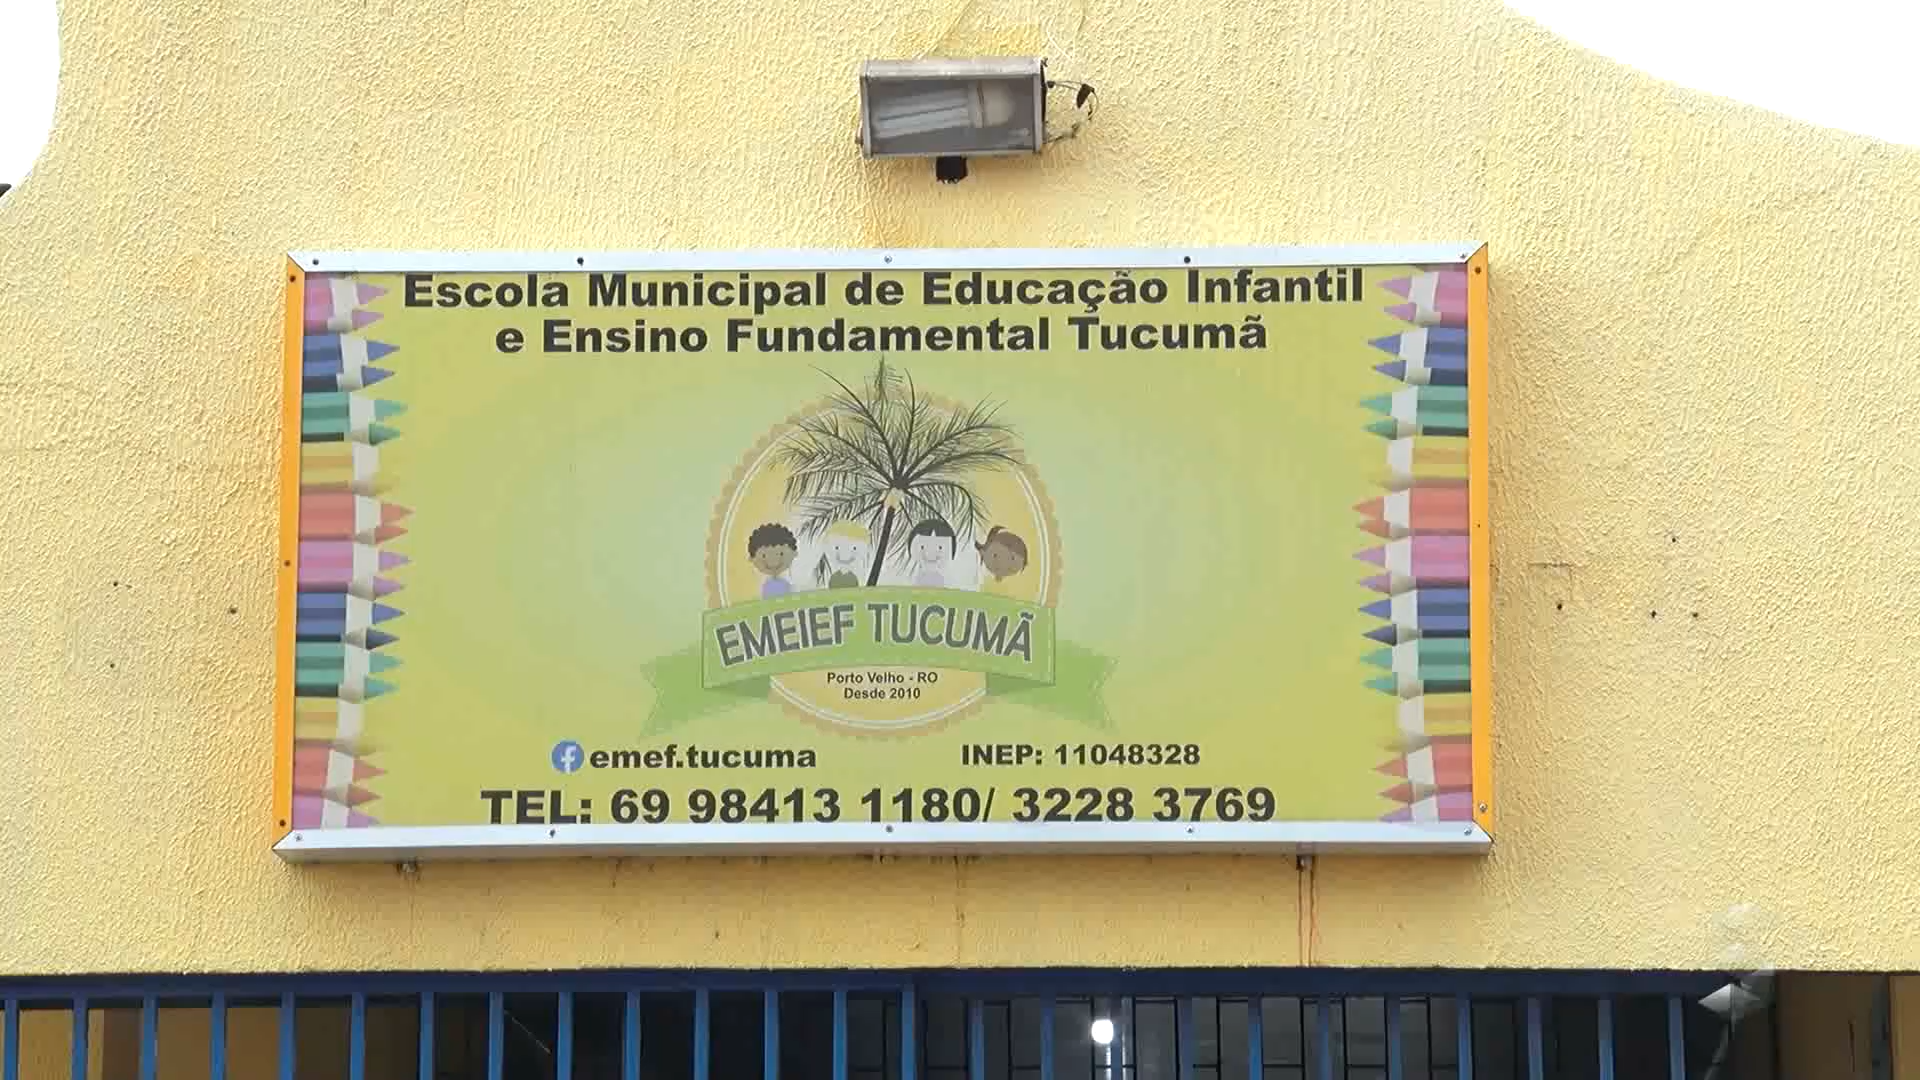 Escola Municipal de Educação Infantil
e Ensino Fundamental Tucumã
EMEIEF TUCUMÃ
Porto Velho - RO
Desde 2010
emef.tucuma
INEP: 11048328
TEL: 69 98413 1180/ 3228 3769